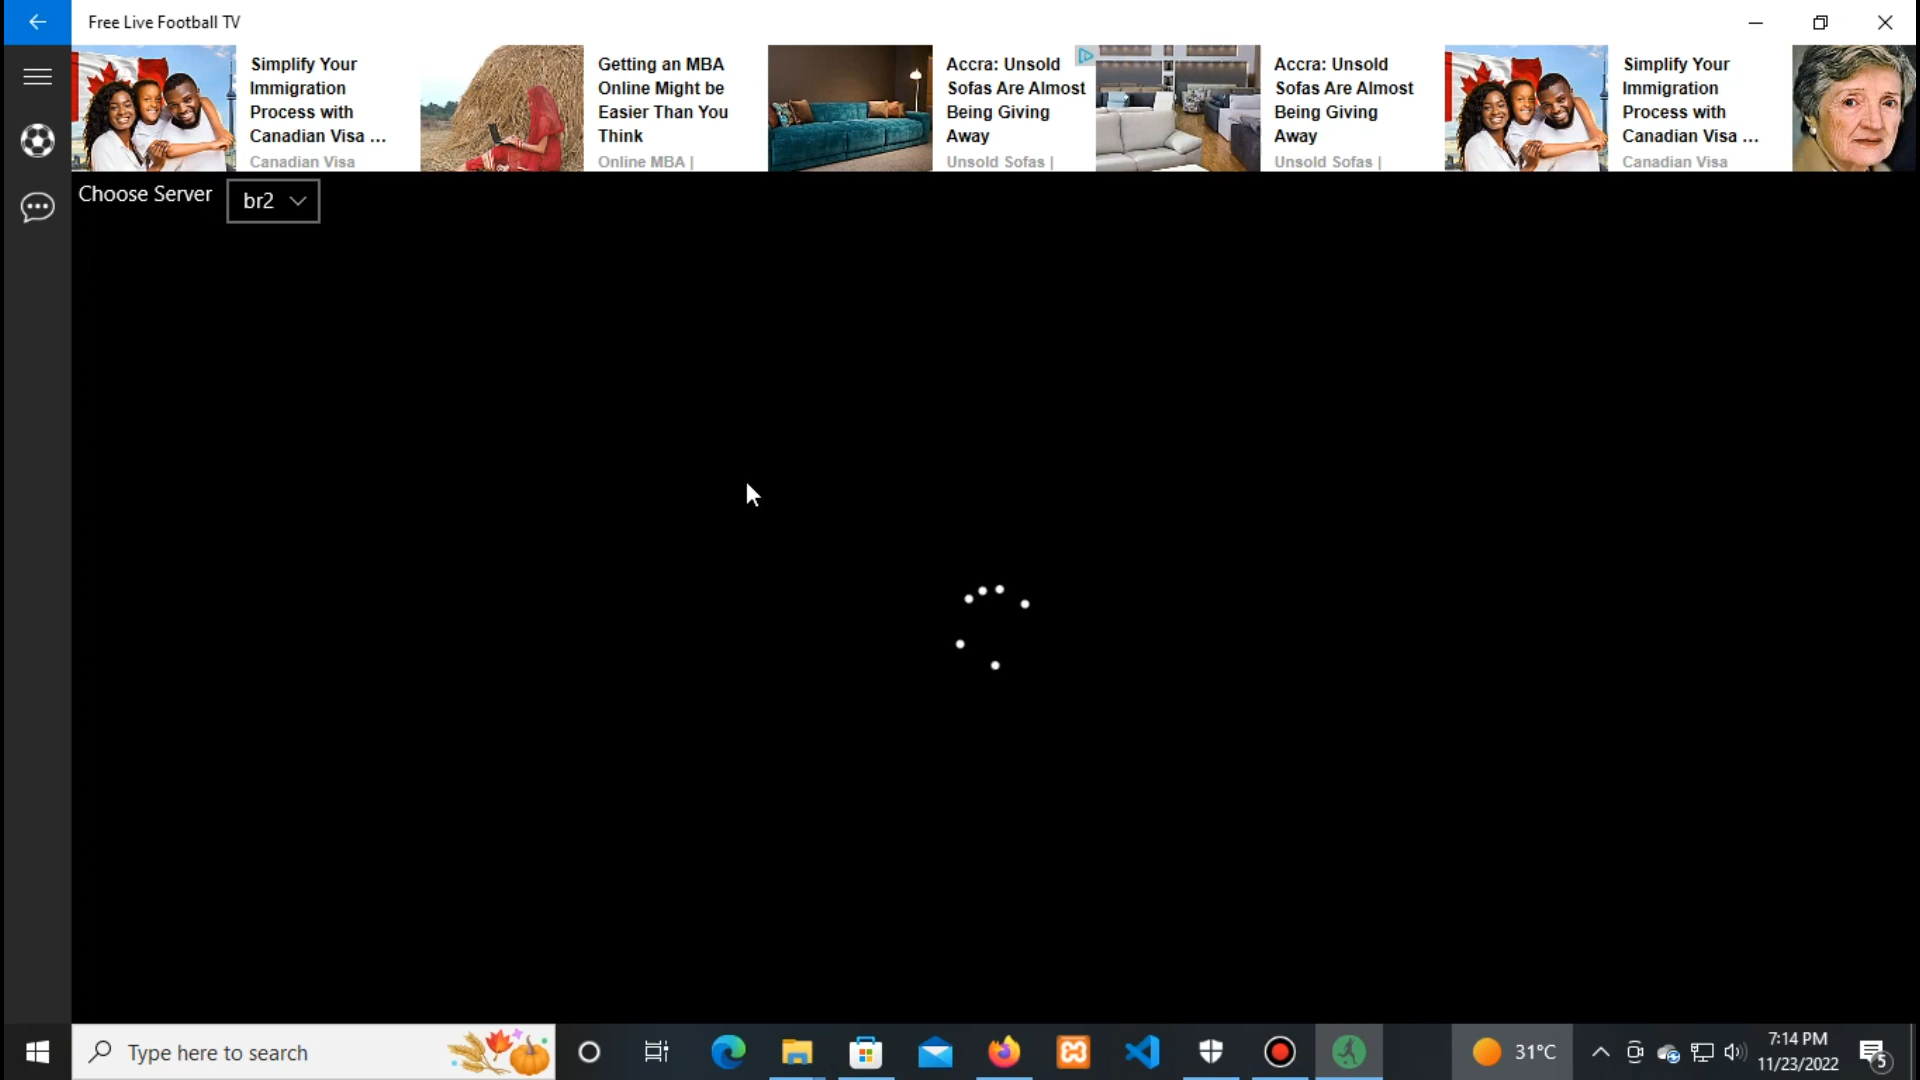 Free Live Football TV
Simplify Your
Immigration
Process with
Canadian Visa ...
Canadian Visa
Getting an MBA
Online Might be
Easier Than You
Think
Online MBA |
Accra: Unsold
Sofas Are Almost
Being Giving
Away
Unsold Sofas |
Accra: Unsold
Sofas Are Almost
Being Giving
Away
Unsold Sofas |
Simplify Your
Immigration
Process with
Canadian Visa ...
Canadian Visa
Choose Server
br2
Type here to search
31°C
7:14 PM
11/23/2022
5